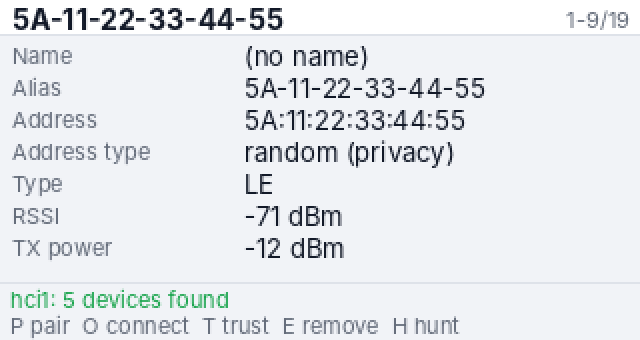 5A-11-22-33-44-55 1-9/19
Name (no name)
Alias 5A-11-22-33-44-55
Address 5A:11:22:33:44:55
Address type random (privacy)
Type LE
RSSI -71 dBm
TX power -12 dBm
hci1: 5 devices found
P pair O connect T trust E remove H hunt